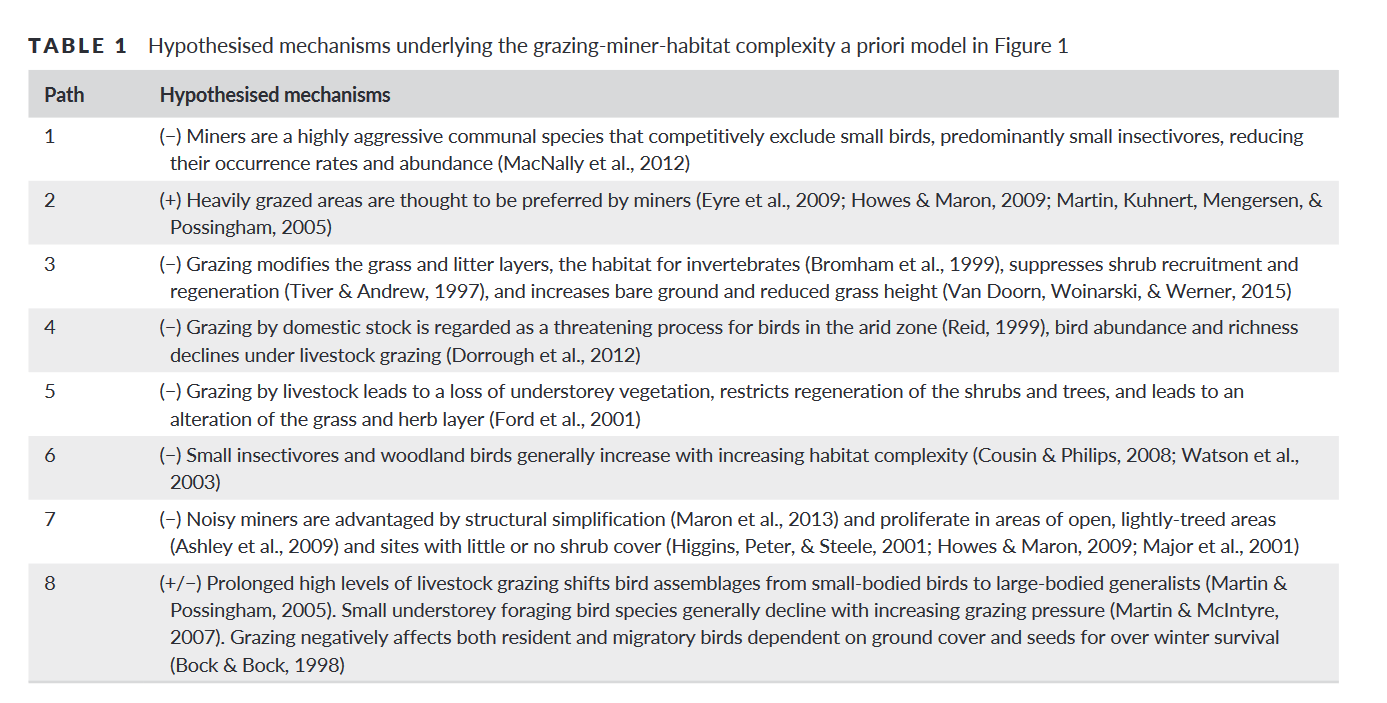 TABLE 1 Hypothesised mechanisms underlying the grazing-miner-habitat complexity a priori model in Figure 1
Path Hypothesised mechanisms
1 (−) Miners are a highly aggressive communal species that competitively exclude small birds, predominantly small insectivores, reducing
their occurrence rates and abundance (MacNally et al., 2012)
2 (+) Heavily grazed areas are thought to be preferred by miners (Eyre et al., 2009; Howes & Maron, 2009; Martin, Kuhnert, Mengersen, &
Possingham, 2005)
3 (−) Grazing modifies the grass and litter layers, the habitat for invertebrates (Bromham et al., 1999), suppresses shrub recruitment and
regeneration (Tiver & Andrew, 1997), and increases bare ground and reduced grass height (Van Doorn, Woinarski, & Werner, 2015)
4 (−) Grazing by domestic stock is regarded as a threatening process for birds in the arid zone (Reid, 1999), bird abundance and richness
declines under livestock grazing (Dorrough et al., 2012)
5 (−) Grazing by livestock leads to a loss of understorey vegetation, restricts regeneration of the shrubs and trees, and leads to an
alteration of the grass and herb layer (Ford et al., 2001)
6 (−) Small insectivores and woodland birds generally increase with increasing habitat complexity (Cousin & Philips, 2008; Watson et al.,
2003)
7 (−) Noisy miners are advantaged by structural simplification (Maron et al., 2013) and proliferate in areas of open, lightly-treed areas
(Ashley et al., 2009) and sites with little or no shrub cover (Higgins, Peter, & Steele, 2001; Howes & Maron, 2009; Major et al., 2001)
8 (+/−) Prolonged high levels of livestock grazing shifts bird assemblages from small-bodied birds to large-bodied generalists (Martin &
Possingham, 2005). Small understorey foraging bird species generally decline with increasing grazing pressure (Martin & McIntyre,
2007). Grazing negatively affects both resident and migratory birds dependent on ground cover and seeds for over winter survival
(Bock & Bock, 1998)